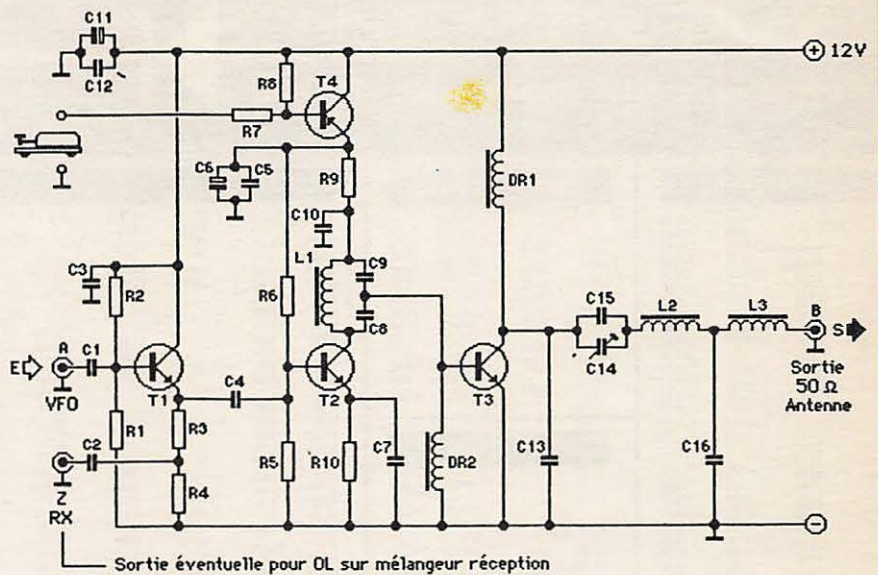 C11
C12
+ 12V
R8
T4
R7
DR1
C6
C5
R9
C10
C3
R2
L1
C9
R6
C8
C15
L2
L3
B
S
C14
E
A
C1
VFO
T1
C4
T2
T3
Sortie
50 Ω
Antenne
R1
R3
C2
R5
R10
C7
DR2
C13
C16
R4
Z
RX
-
Sortie éventuelle pour OL sur mélangeur réception